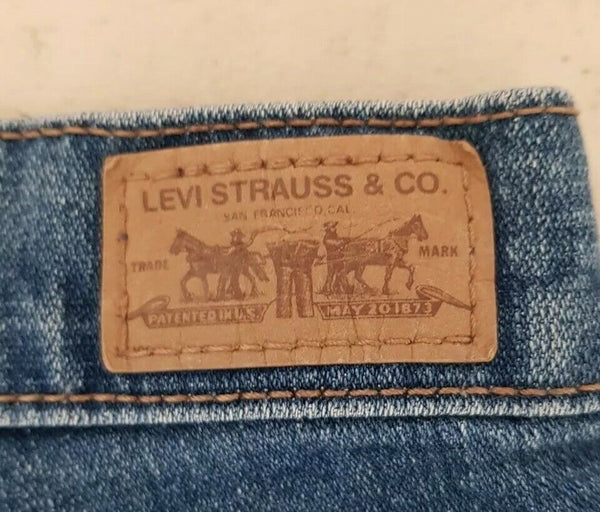 LEVI STRAUSS & CO.
SAN FRANCISCO, CAL.
TRADE MARK
PATENTED IN U.S. MAY 20 1873